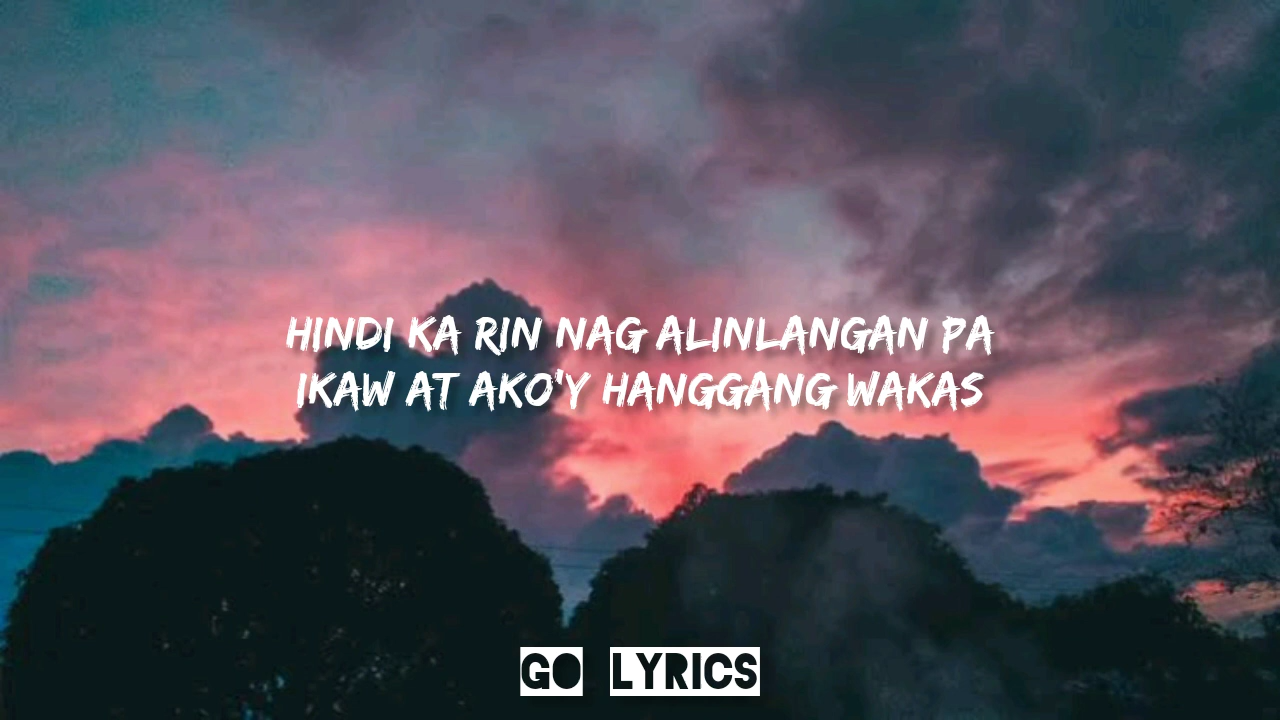 HINDI KA RIN NAG ALINLANGAN PA
IKAW AT AKO'Y HANGGANG WAKAS
GO LYRICS